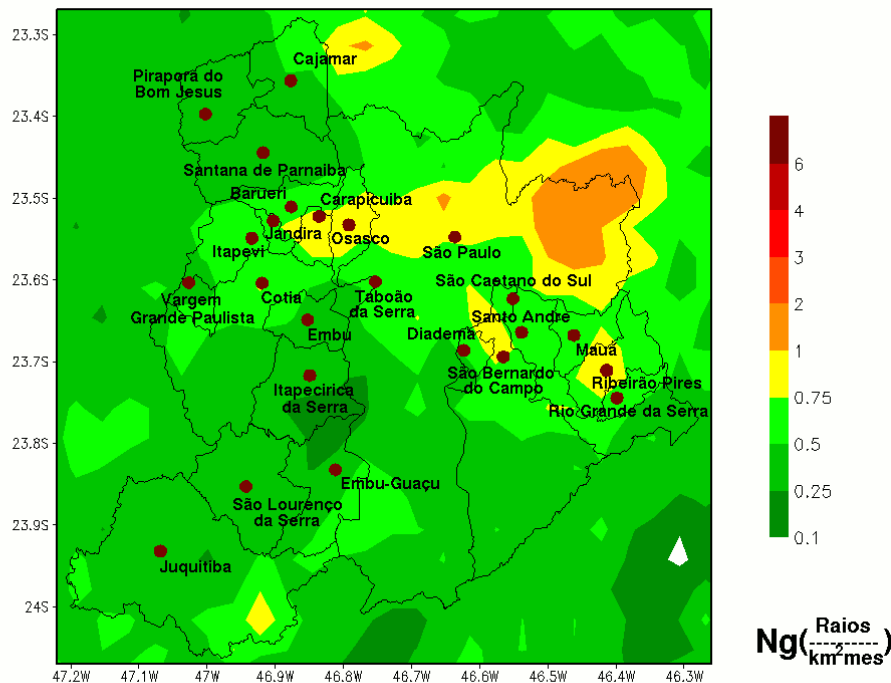 23.3S
23.4S
23.5S
23.6S
23.7S
23.8S
23.9S
24S
47.2W
47.1W
47W
46.9W
46.8W
46.7W
46.6W
46.5W
46.4W
46.3W
Cajamar
Pirapora do
Bom Jesus
Santana de Parnaiba
Barueri
Carapicuiba
Jandira
Osasco
Itapevi
São Paulo
Vargem
Grande Paulista
Cotia
Taboão
da Serra
São Caetano do Sul
Santo Andre
Embu
Diadema
Mauá
São Bernardo
do Campo
Ribeirão Pires
Itapecirica
da Serra
Rio Grande da Serra
Embu-Guaçu
São Lourenço
da Serra
Juquitiba
6
4
3
2
1
0.75
0.5
0.25
0.1
Ng(Raios
km²mes)